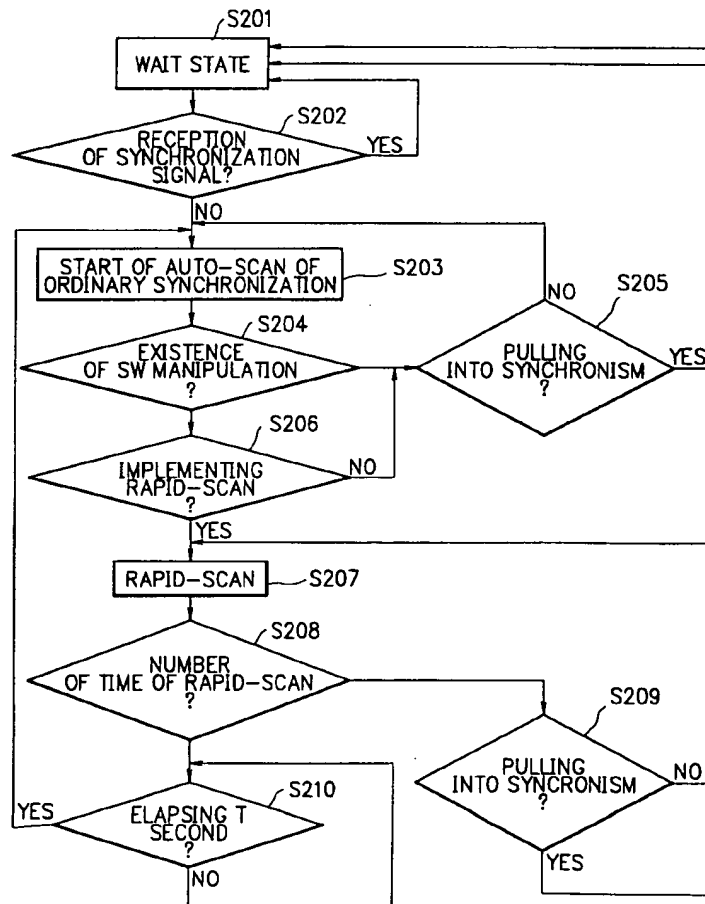 S201
WAIT STATE
S202
RECEPTION
OF SYNCHRONIZATION
SIGNAL?
YES
NO
START OF AUTO-SCAN OF
ORDINARY SYNCHRONIZATION
S203
S204
EXISTENCE
OF SW MANIPULATION
?
NO
S205
PULLING
INTO SYNCHRONISM
?
YES
S206
IMPLEMENTING
RAPID-SCAN
?
NO
YES
RAPID-SCAN
S207
S208
NUMBER
OF TIME OF RAPID-SCAN
?
S209
PULLING
INTO SYNCRONISM
?
NO
YES
S210
ELAPSING T
SECOND
?
YES
NO